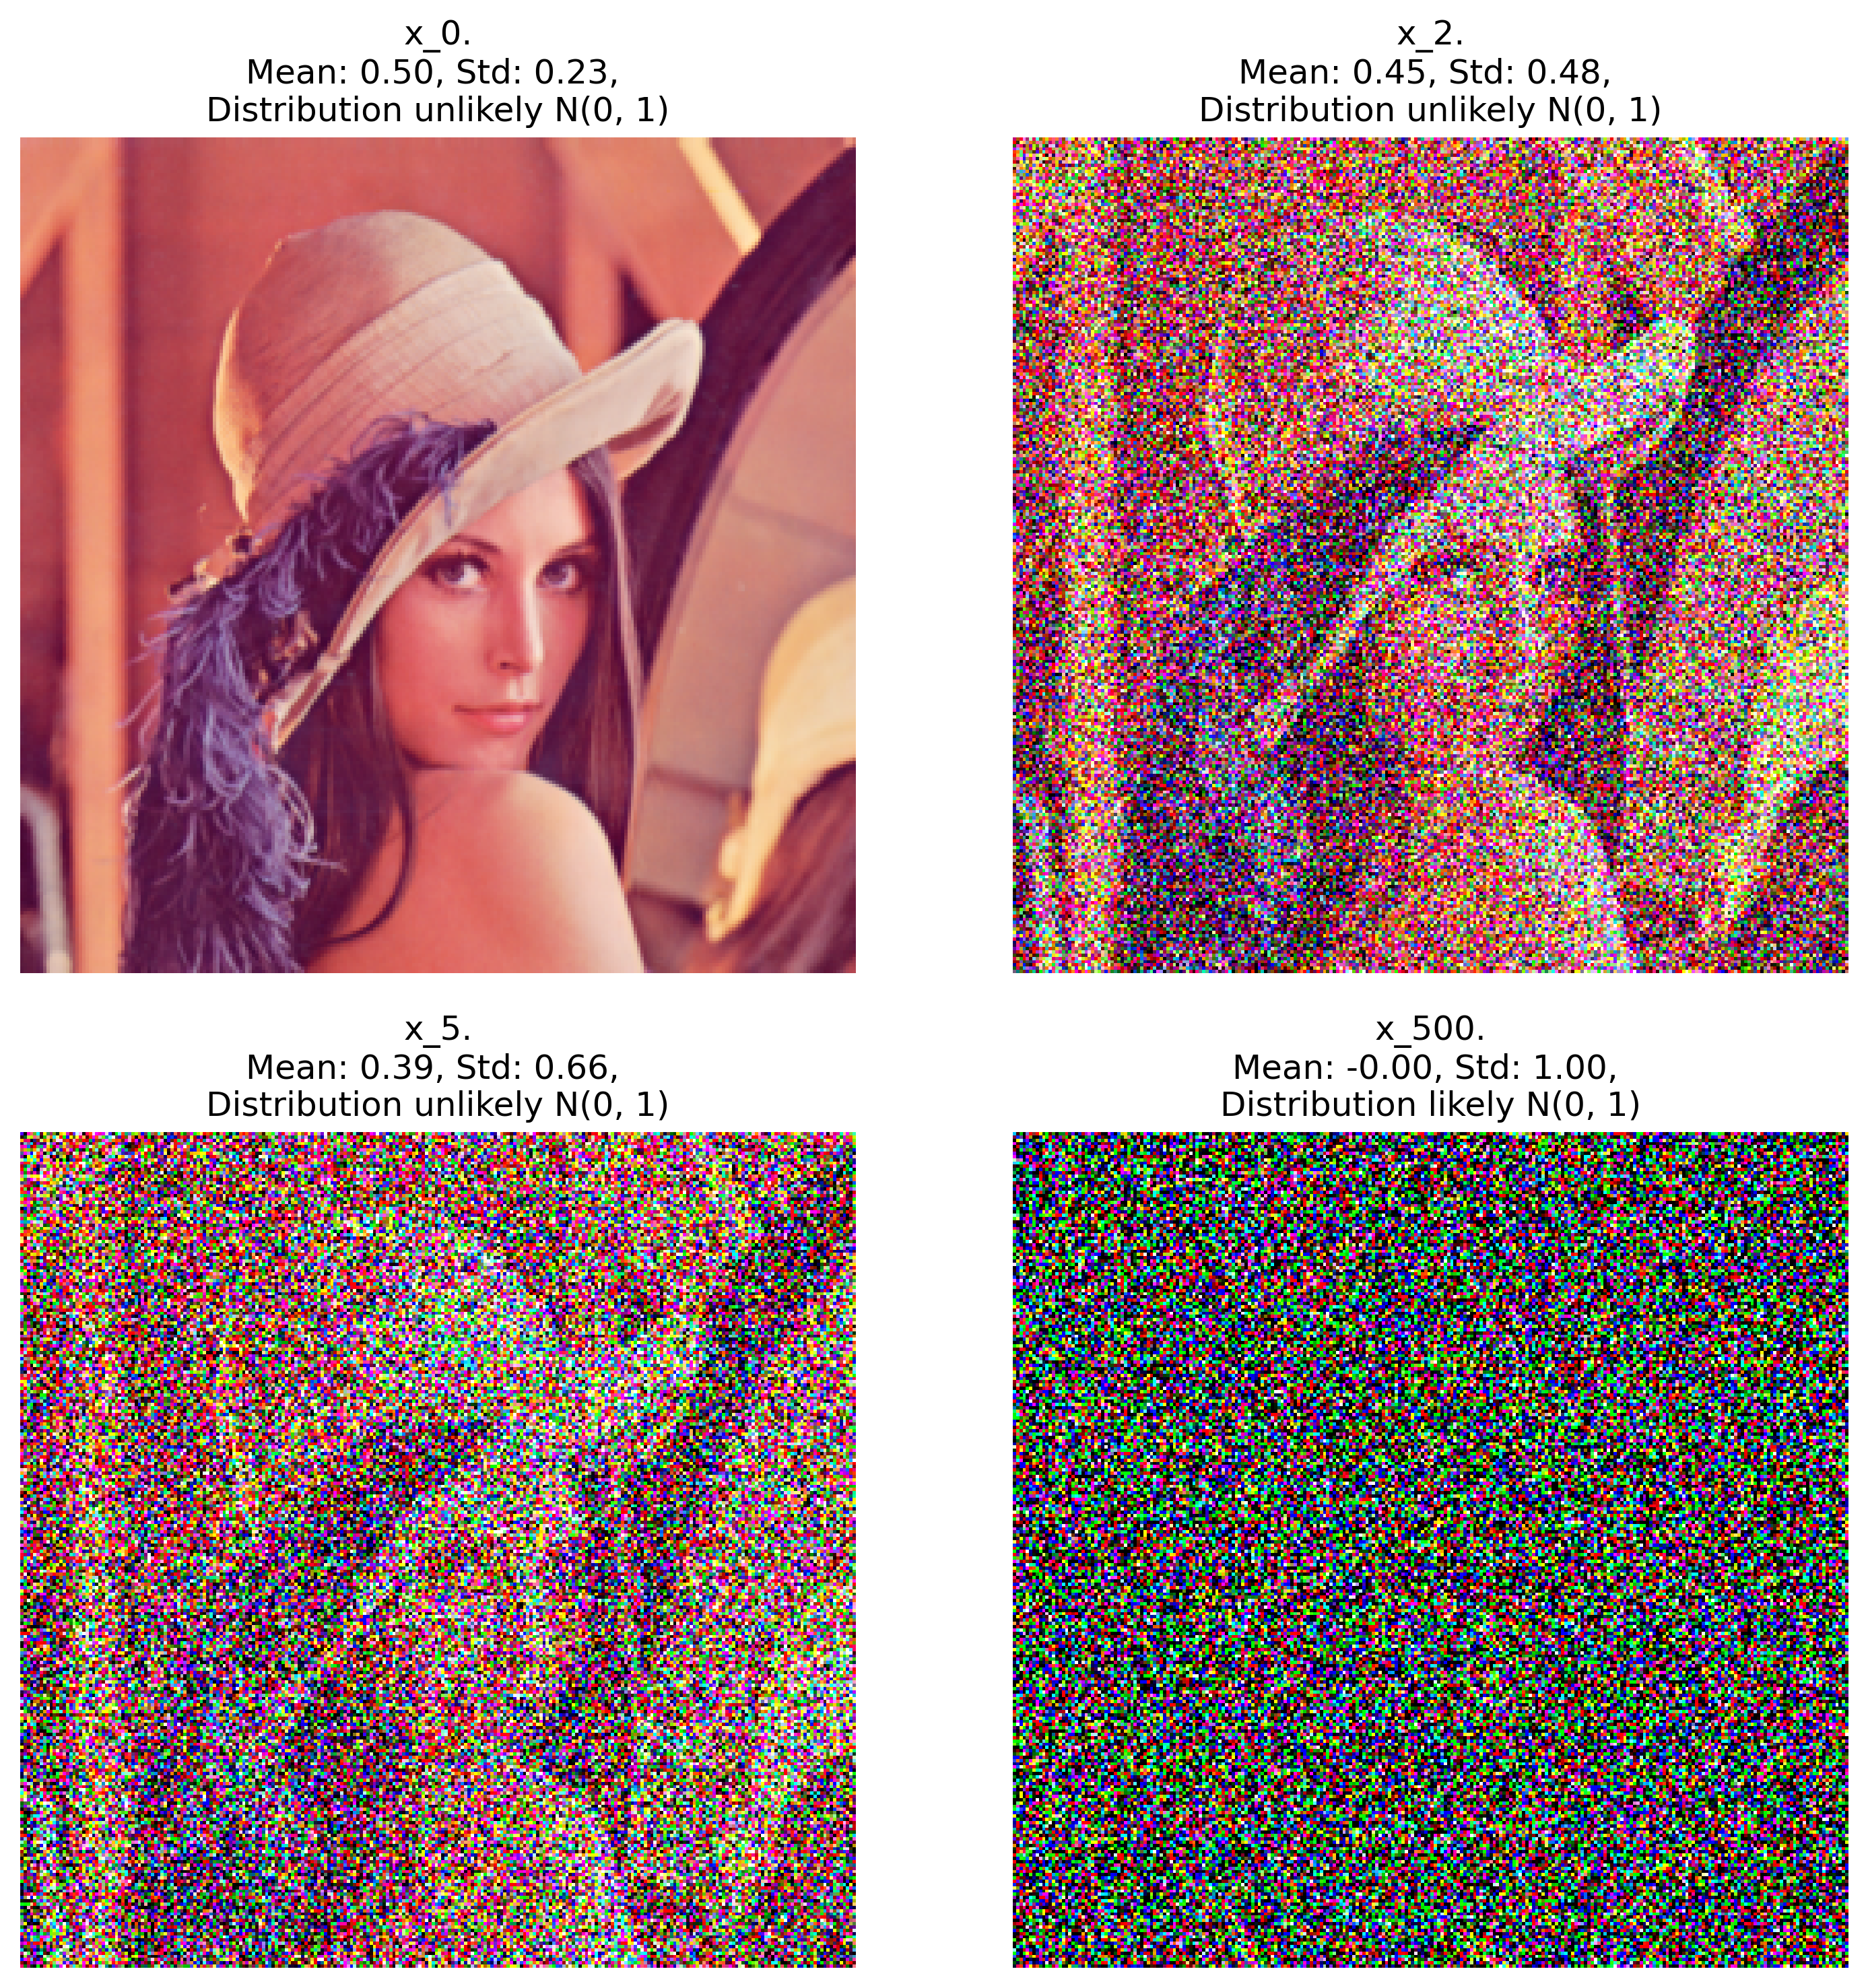 x_0.
Mean: 0.50, Std: 0.23,
Distribution unlikely N(0, 1)
x_2.
Mean: 0.45, Std: 0.48,
Distribution unlikely N(0, 1)
x_5.
Mean: 0.39, Std: 0.66,
Distribution unlikely N(0, 1)
x_500.
Mean: -0.00, Std: 1.00,
Distribution likely N(0, 1)